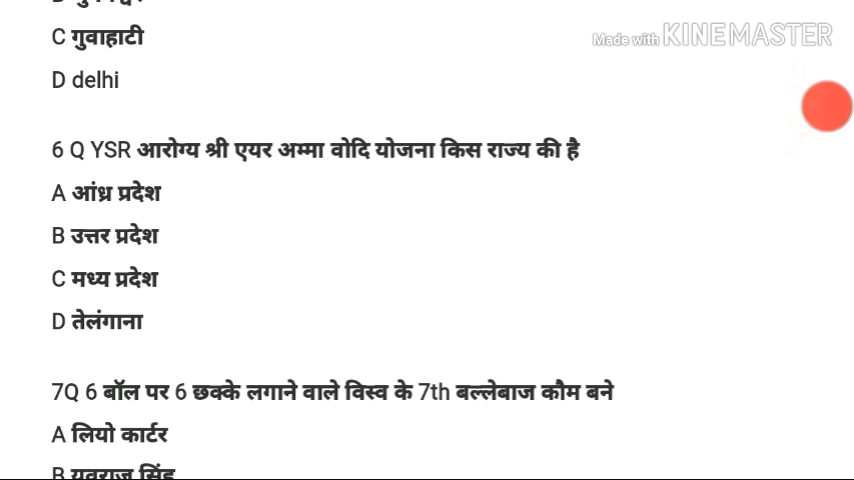 C गुवाहाटी
Made with KINEMASTER
D delhi
6 Q YSR आरोग्य श्री एयर अम्मा वोदि योजना किस राज्य की है
A आंध्र प्रदेश
B उत्तर प्रदेश
C मध्य प्रदेश
D तेलंगाना
7Q 6 बॉल पर 6 छक्के लगाने वाले विस्व के 7th बल्लेबाज कौम बने
A लियो कार्टर
B युवराज सिंह